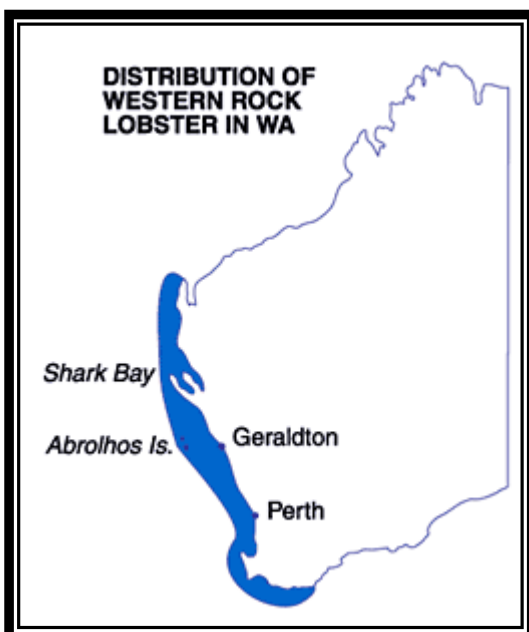 DISTRIBUTION OF
WESTERN ROCK
LOBSTER IN WA
Shark Bay
Abrolhos Is.
Geraldton
Perth